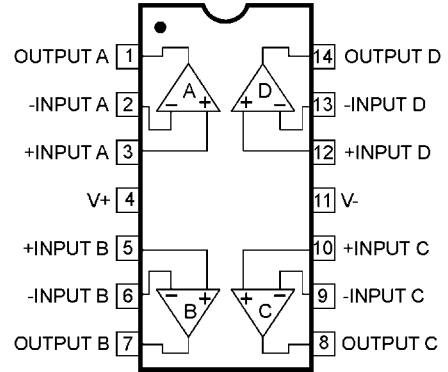 OUTPUT A 1 14 OUTPUT D
-INPUT A 2 A D 13 -INPUT D
− + + −
+INPUT A 3 12 +INPUT D
V+ 4 11 V-
+INPUT B 5 10 +INPUT C
-INPUT B 6 − + + − 9 -INPUT C
B C
OUTPUT B 7 8 OUTPUT C